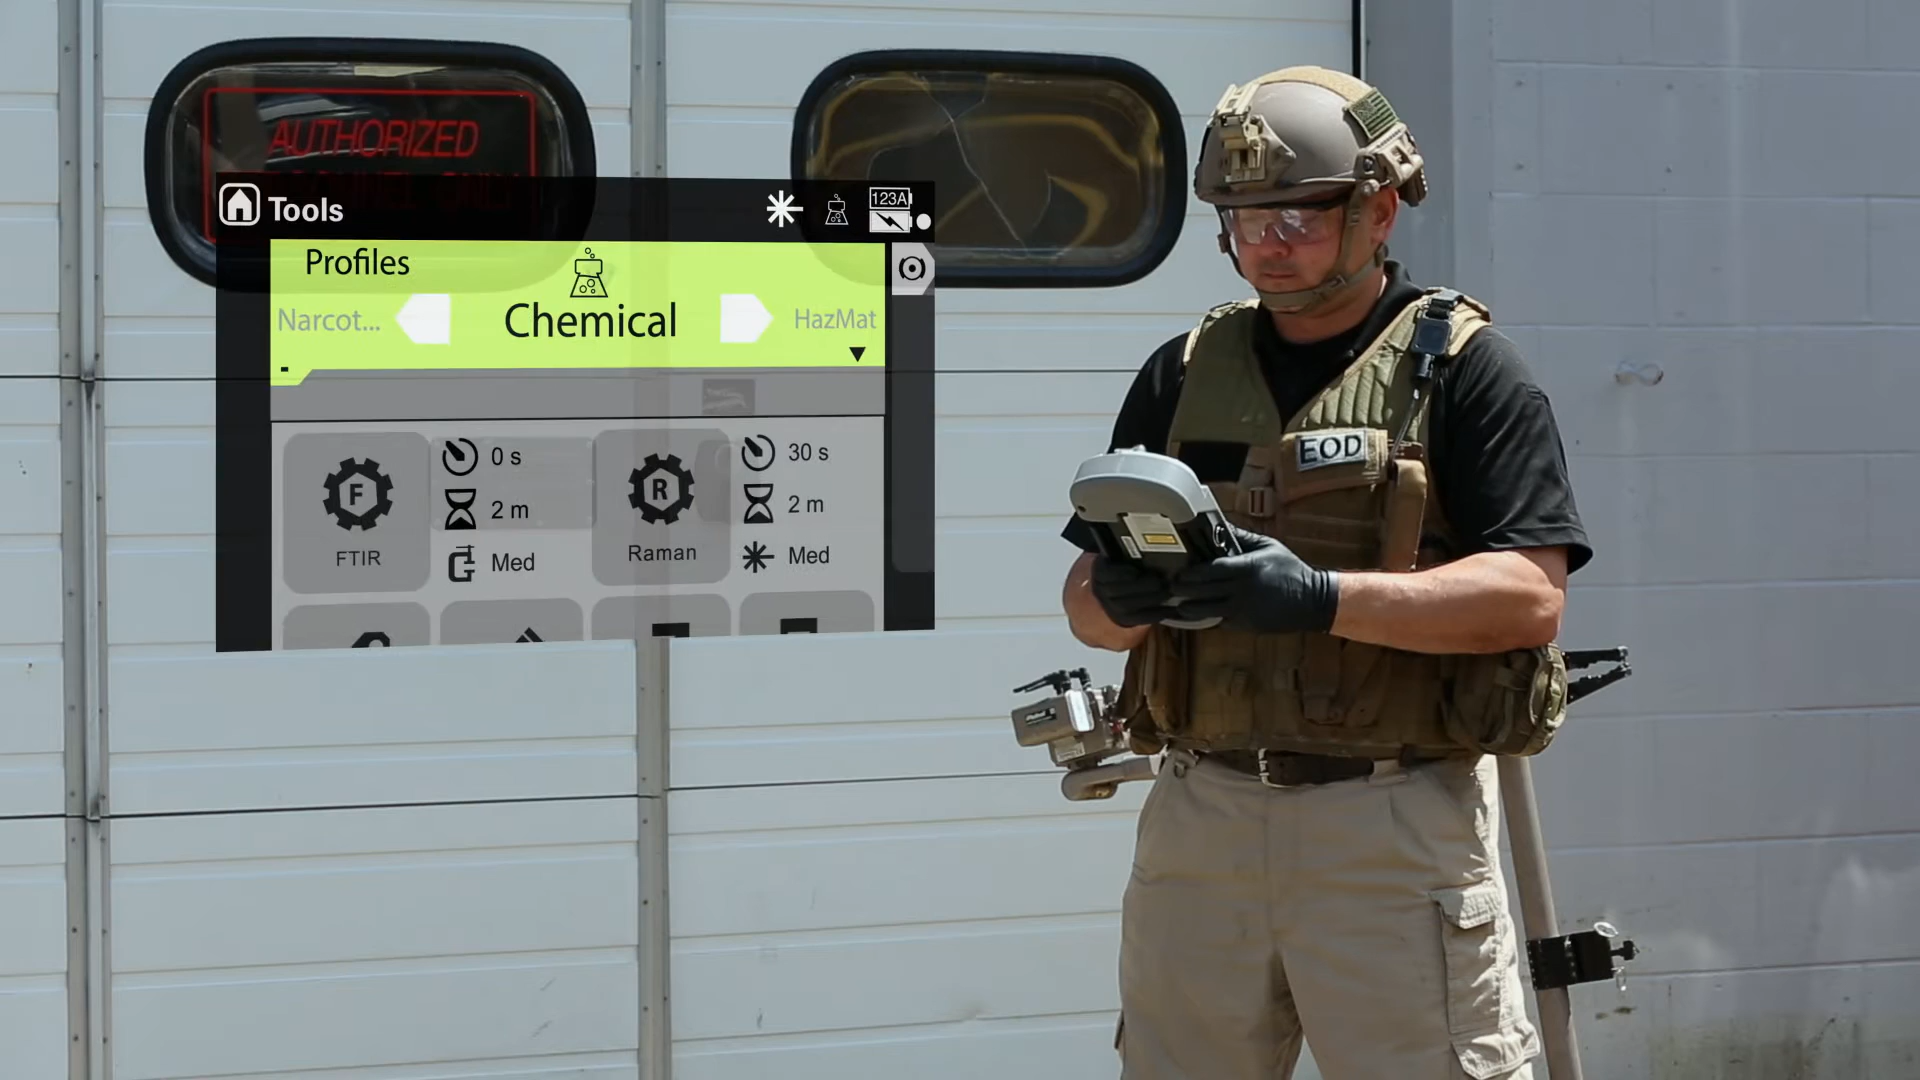 AUTHORIZED
Tools
123A
Profiles
Narcot...
Chemical
HazMat
F
FTIR
0 s
2 m
Med
R
Raman
30 s
2 m
Med
EOD